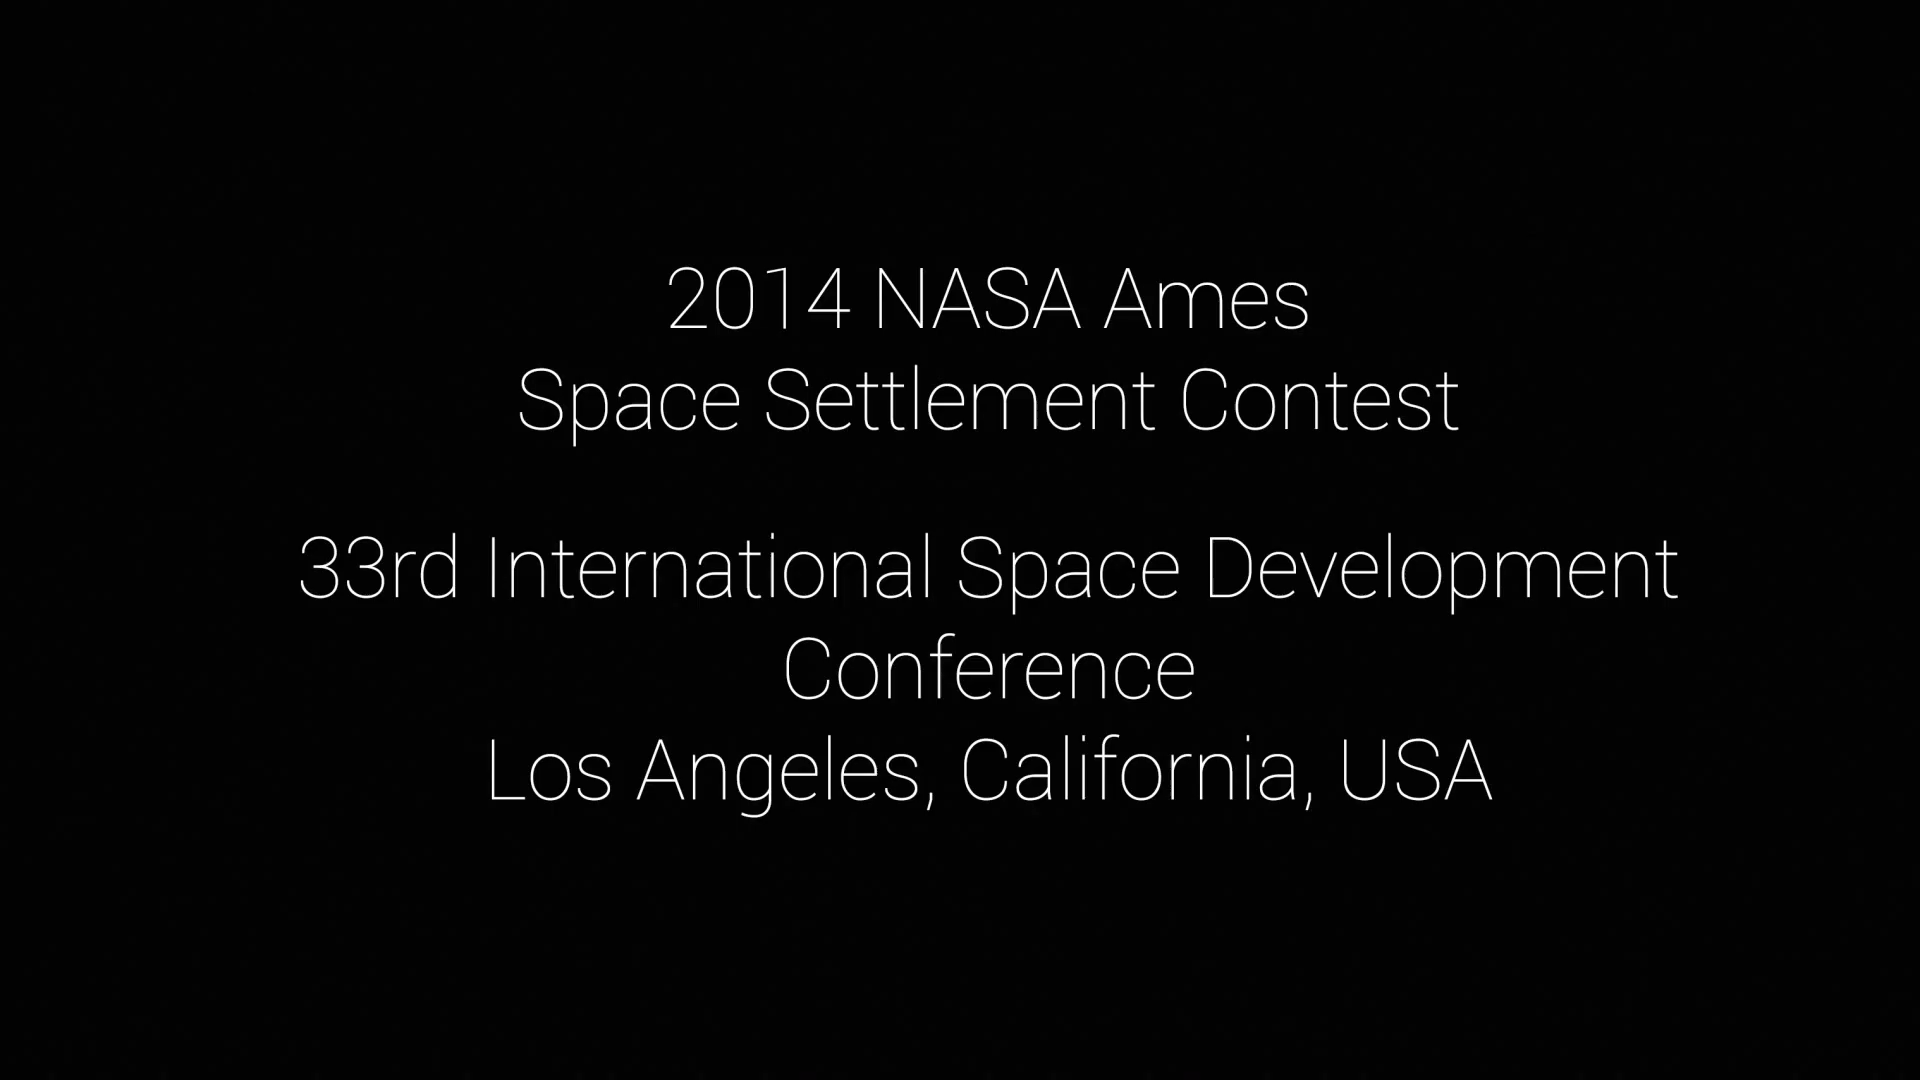 2014 NASA Ames
Space Settlement Contest
33rd International Space Development
Conference
Los Angeles, California, USA